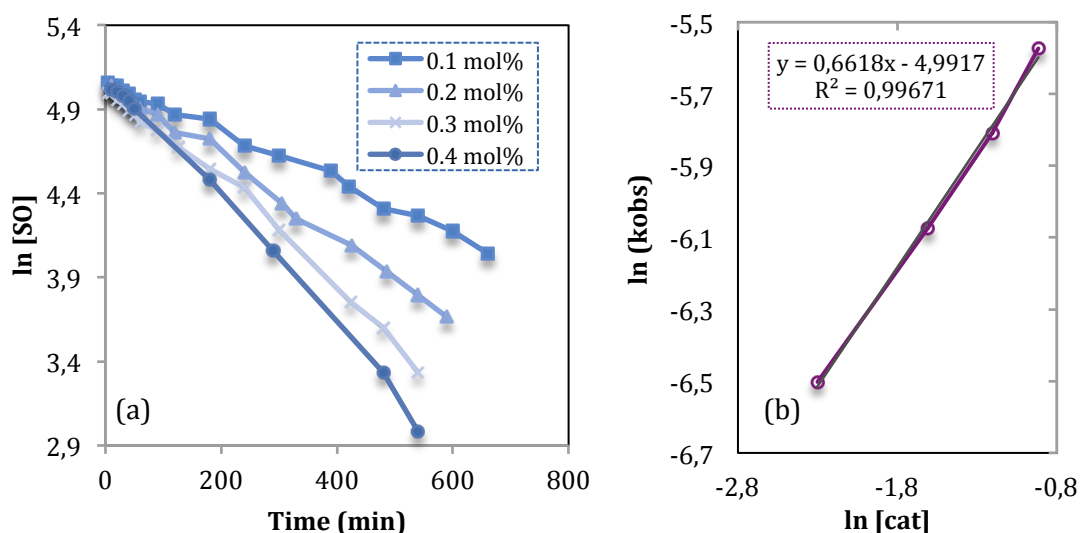 5,4
4,9
4,4
3,9
3,4
2,9
ln [SO]
0.1 mol%
0.2 mol%
0.3 mol%
0.4 mol%
(a)
0
200
400
600
800
Time (min)
-5,5
-5,7
-5,9
-6,1
-6,3
-6,5
-6,7
ln (kobs)
y = 0,6618x - 4,9917
R² = 0,99671
(b)
-2,8
-1,8
-0,8
ln [cat]